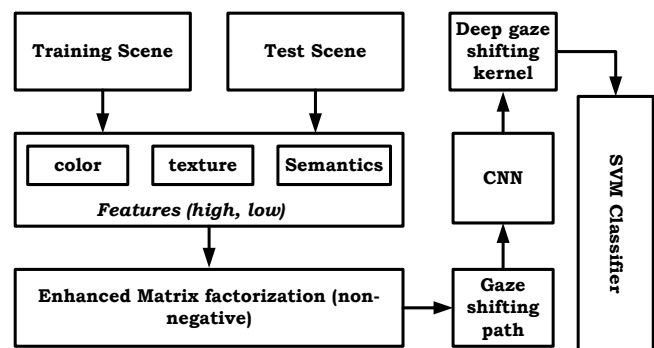 Training Scene
Test Scene
color
texture
Semantics
Features (high, low)
Enhanced Matrix factorization (non-
negative)
Gaze
shifting
path
CNN
Deep gaze
shifting
kernel
SVM Classifier